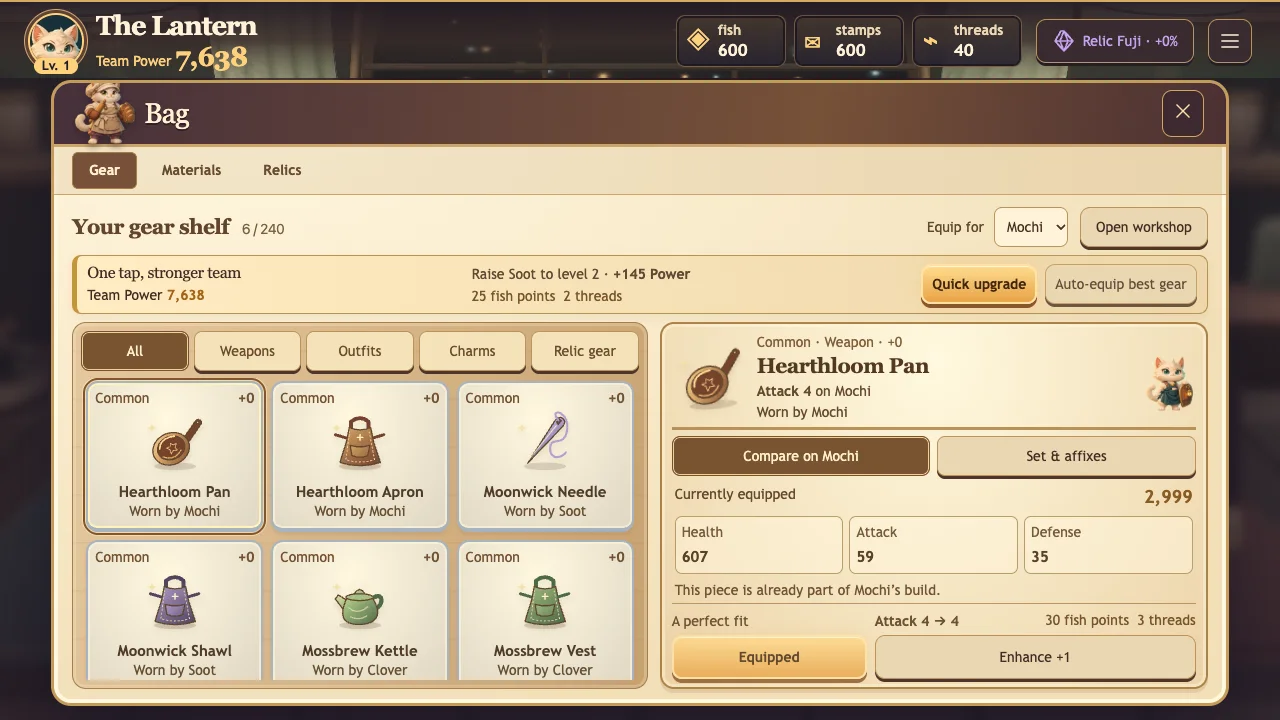 The Lantern
Team Power 7,638
Lv. 1
fish
600
stamps
600
threads
40
Relic Fuji · +0%
Bag
Gear
Materials
Relics
Your gear shelf 6 / 240
Equip for
Mochi
Open workshop
One tap, stronger team
Team Power 7,638
Raise Soot to level 2 · +145 Power
25 fish points 2 threads
Quick upgrade
Auto-equip best gear
All
Weapons
Outfits
Charms
Relic gear
Common +0
Hearthloom Pan
Worn by Mochi
Common +0
Hearthloom Apron
Worn by Mochi
Common +0
Moonwick Needle
Worn by Soot
Common +0
Moonwick Shawl
Worn by Soot
Common +0
Mossbrew Kettle
Worn by Clover
Common +0
Mossbrew Vest
Worn by Clover
Common · Weapon · +0
Hearthloom Pan
Attack 4 on Mochi
Worn by Mochi
Compare on Mochi
Set & affixes
Currently equipped
2,999
Health
607
Attack
59
Defense
35
This piece is already part of Mochi's build.
A perfect fit
Attack 4 → 4
30 fish points 3 threads
Equipped
Enhance +1